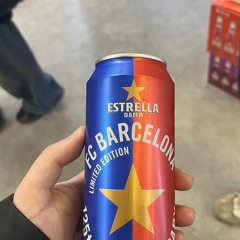 ESTRELLA
DAMM
FC BARCELONA
LIMITED EDITION